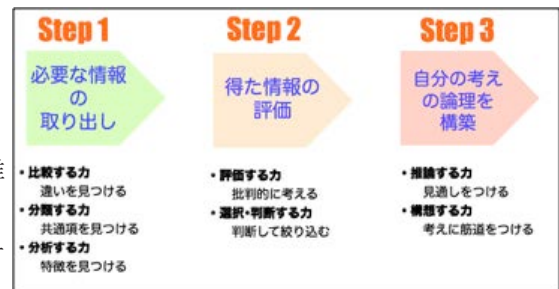 Step 1
必要な情報
の
取り出し
・比較する力
違いを見つける
・分類する力
共通項を見つける
・分析する力
特徴を見つける
Step 2
得た情報の
評価
・評価する力
批判的に考える
・選択・判断する力
判断して絞り込む
Step 3
自分の考え
の論理を
構築
・推論する力
見通しをつける
・構想する力
考えに筋道をつける